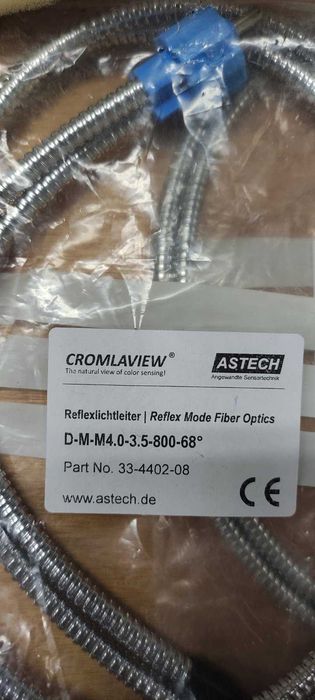 CROMLAVIEW®
The natural view of color sensing!
ASTECH
Angewandte Sensortechnik
Reflexlichtleiter | Reflex Mode Fiber Optics
D-M-M4.0-3.5-800-68°
Part No. 33-4402-08
www.astech.de
CE